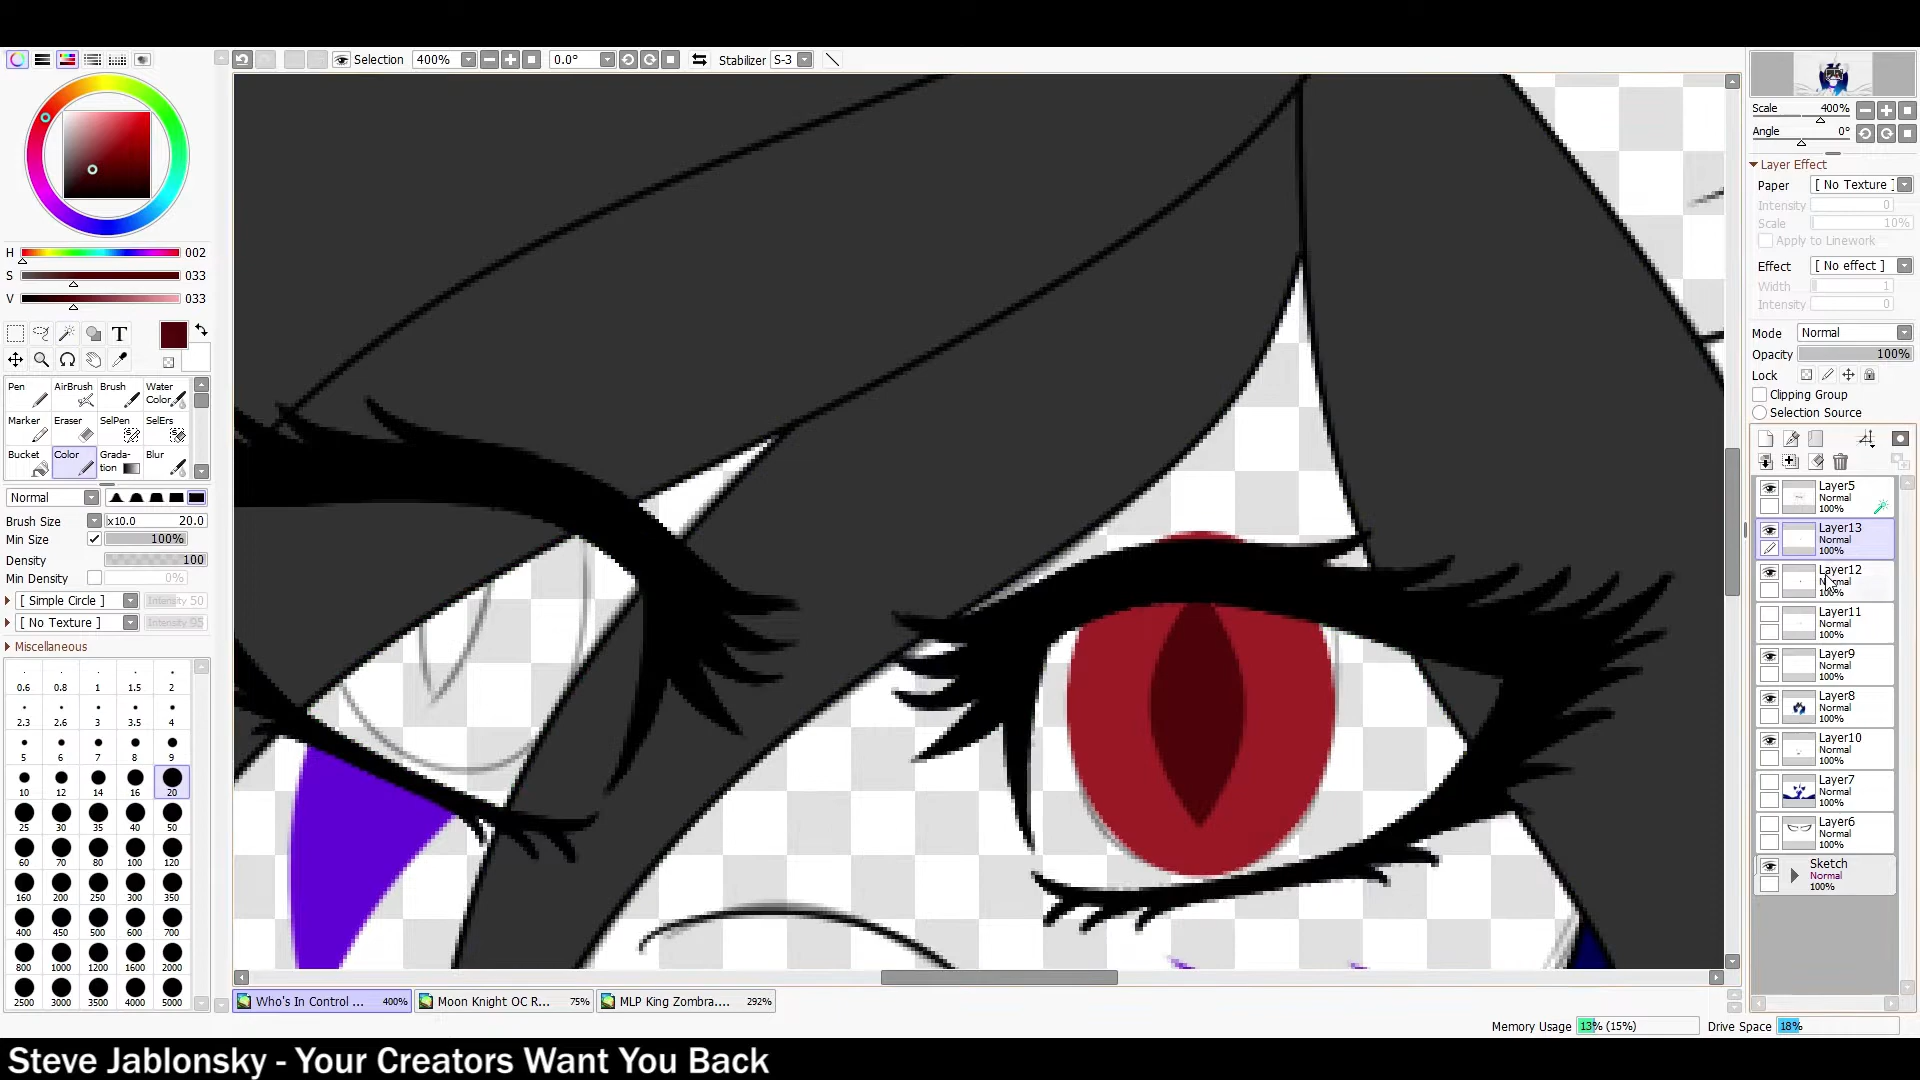 Selection 400% 0.0° Stabilizer S-3
Scale 400%
Angle 0°
Layer Effect
Paper [ No Texture ]
Intensity 0
Scale 10%
Apply to Linework
Effect [ No effect ]
Width 1
Intensity 0
Mode Normal
Opacity 100%
Lock
Clipping Group
Selection Source
Layer5
Normal
100%
Layer13
Normal
100%
Layer12
Normal
100%
Layer11
Normal
100%
Layer9
Normal
100%
Layer8
Normal
100%
Layer10
Normal
100%
Layer7
Normal
100%
Layer6
Normal
100%
Sketch
Normal
100%
H 002
S 033
V 033
T
Pen AirBrush Brush Water Color
Marker Eraser SelPen SelErs
Bucket Color Grada-tion Blur
Normal
Brush Size x10.0 20.0
Min Size 100%
Density 100
Min Density 0%
[ Simple Circle ] Intensity 50
[ No Texture ] Intensity 95
Miscellaneous
0.6 0.8 1 1.5 2
2.3 2.6 3 3.5 4
5 6 7 8 9
10 12 14 16 20
25 30 35 40 50
60 70 80 100 120
160 200 250 300 350
400 450 500 600 700
800 1000 1200 1600 2000
2500 3000 3500 4000 5000
Who's In Control ... 400% Moon Knight OC R... 75% MLP King Zombra.... 292%
Memory Usage 13% (15%) Drive Space 18%
Steve Jablonsky - Your Creators Want You Back